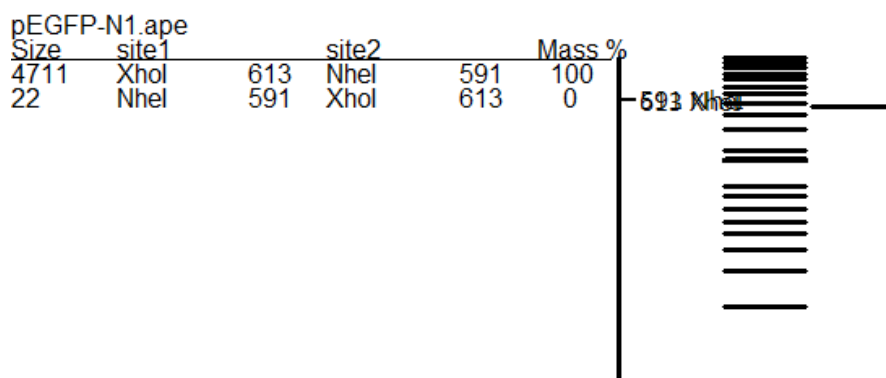 pEGFP-N1.ape
Size site1 site2 Mass %
4711 XhoI 613 NheI 591 100
22 NheI 591 XhoI 613 0